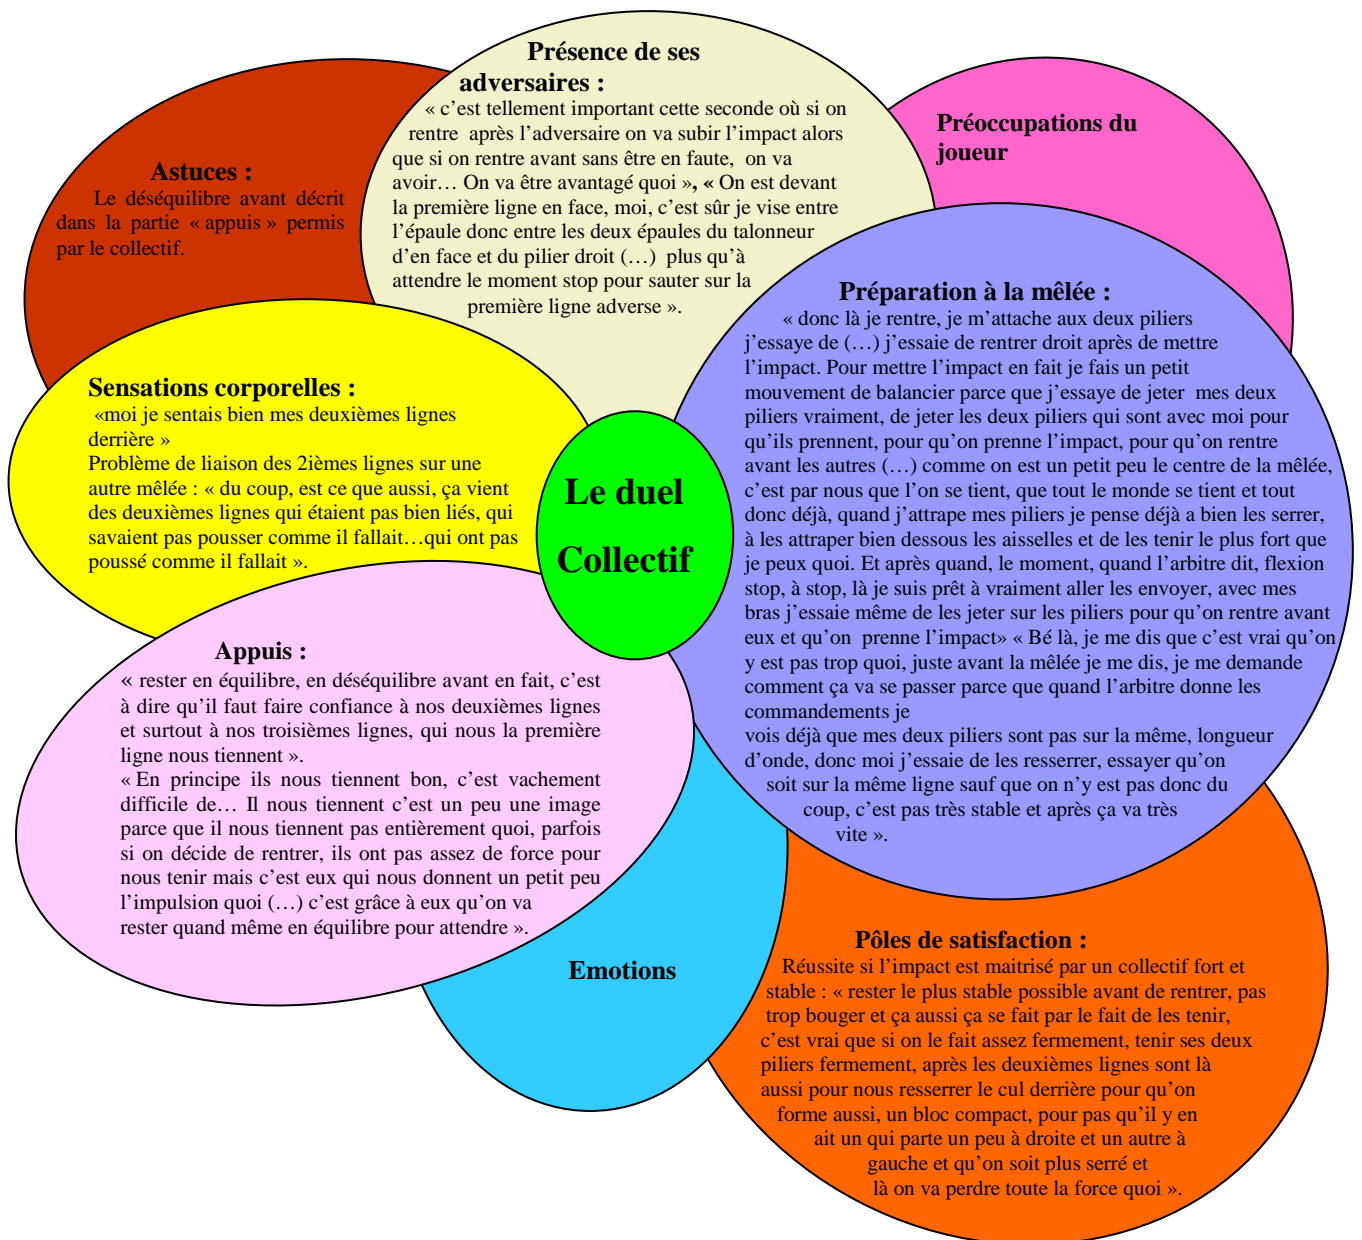 Présence de ses
adversaires :
« c’est tellement important cette seconde où si on
rentre après l’adversaire on va subir l’impact alors
que si on rentre avant sans être en faute, on va
avoir… On va être avantagé quoi », « On est devant
la première ligne en face, moi, c’est sûr je vise entre
l’épaule donc entre les deux épaules du talonneur
d’en face et du pilier droit (…) plus qu’à
attendre le moment stop pour sauter sur la
première ligne adverse ».
Préoccupations du
joueur
Astuces :
Le déséquilibre avant décrit
dans la partie « appuis » permis
par le collectif.
Préparation à la mêlée :
« donc là je rentre, je m’attache aux deux piliers
j’essaye de (…) j’essaie de rentrer droit après de mettre
l’impact. Pour mettre l’impact en fait je fais un petit
mouvement de balancier parce que j’essaye de jeter mes deux
piliers vraiment, de jeter les deux piliers qui sont avec moi pour
qu’ils prennent, pour qu’on prenne l’impact, pour qu’on rentre
avant les autres (…) comme on est un petit peu le centre de la mêlée,
c’est par nous que l’on se tient, que tout le monde se tient et tout
donc déjà, quand j’attrape mes piliers je pense déjà a bien les serrer,
à les attraper bien dessous les aisselles et de les tenir le plus fort que
je peux quoi. Et après quand, le moment, quand l’arbitre dit, flexion
stop, à stop, là je suis prêt à vraiment aller les envoyer, avec mes
bras j’essaie même de les jeter sur les piliers pour qu’on rentre avant
eux et qu’on prenne l’impact» « Bé là, je me dis que c’est vrai qu’on
y est pas trop quoi, juste avant la mêlée je me dis, je me demande
comment ça va se passer parce que quand l’arbitre donne les
commandements je
vois déjà que mes deux piliers sont pas sur la même, longueur
d’onde, donc moi j’essaie de les resserrer, essayer qu’on
soit sur la même ligne sauf que on n’y est pas donc du
coup, c’est pas très stable et après ça va très
vite ».
Sensations corporelles :
«moi je sentais bien mes deuxièmes lignes
derrière »
Problème de liaison des 2ièmes lignes sur une
autre mêlée : « du coup, est ce que aussi, ça vient
des deuxièmes lignes qui étaient pas bien liés, qui
savaient pas pousser comme il fallait…qui ont pas
poussé comme il fallait ».
Le duel
Collectif
Appuis :
« rester en équilibre, en déséquilibre avant en fait, c’est
à dire qu’il faut faire confiance à nos deuxièmes lignes
et surtout à nos troisièmes lignes, qui nous la première
ligne nous tiennent ».
« En principe ils nous tiennent bon, c’est vachement
difficile de… Il nous tiennent c’est un peu une image
parce que il nous tiennent pas entièrement quoi, parfois
si on décide de rentrer, ils ont pas assez de force pour
nous tenir mais c’est eux qui nous donnent un petit peu
l’impulsion quoi (…) c’est grâce à eux qu’on va
rester quand même en équilibre pour attendre ».
Emotions
Pôles de satisfaction :
Réussite si l’impact est maitrisé par un collectif fort et
stable : « rester le plus stable possible avant de rentrer, pas
trop bouger et ça aussi ça se fait par le fait de les tenir,
c’est vrai que si on le fait assez fermement, tenir ses deux
piliers fermement, après les deuxièmes lignes sont là
aussi pour nous resserrer le cul derrière pour qu’on
forme aussi, un bloc compact, pour pas qu’il y en
ait un qui parte un peu à droite et un autre à
gauche et qu’on soit plus serré et
là on va perdre toute la force quoi ».